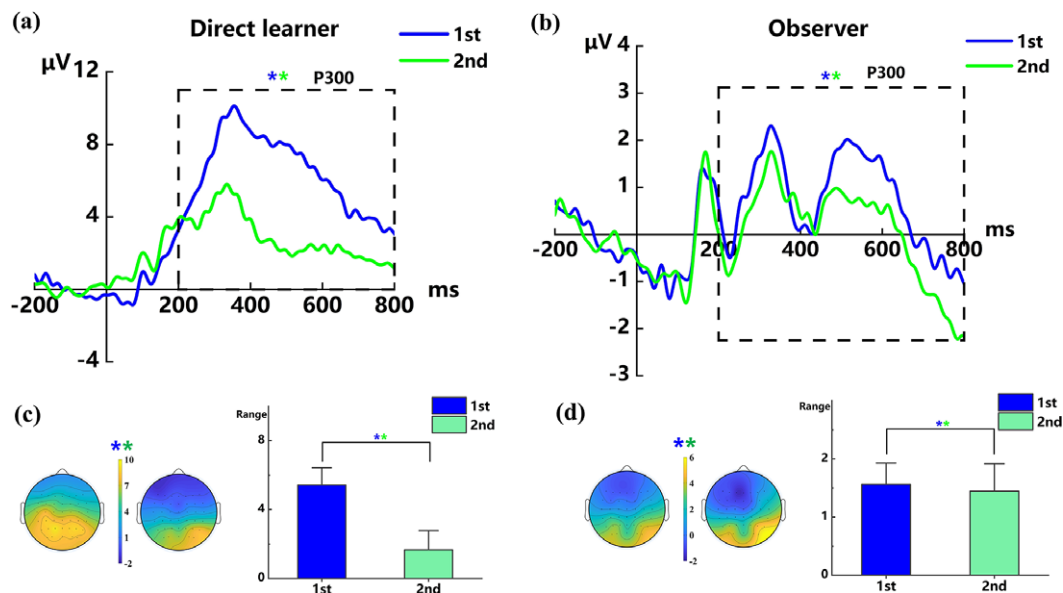 (a)
Direct learner
1st
2nd
μV
12
** P300
8
4
-200
200
400
600
800
ms
-4
(b)
Observer
1st
2nd
μV
4
** P300
3
2
1
-200
200
400
600
800
ms
-1
-2
-3
(c)
**
10
7
4
1
-2
Range
1st
2nd
**
8
4
0
1st
2nd
(d)
**
6
4
2
0
-2
Range
1st
2nd
**
2
1
0
1st
2nd